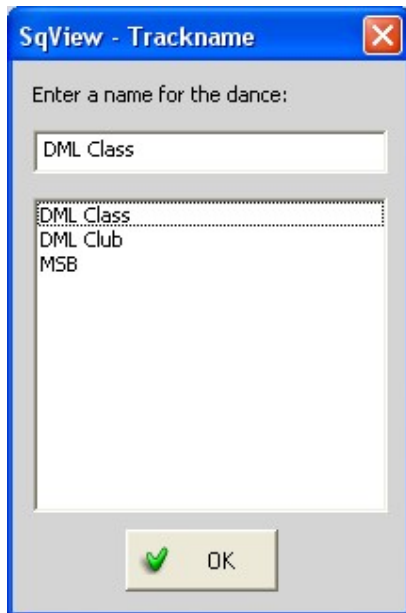 SqView - Trackname
Enter a name for the dance:
DML Class
DML Class
DML Club
MSB
OK